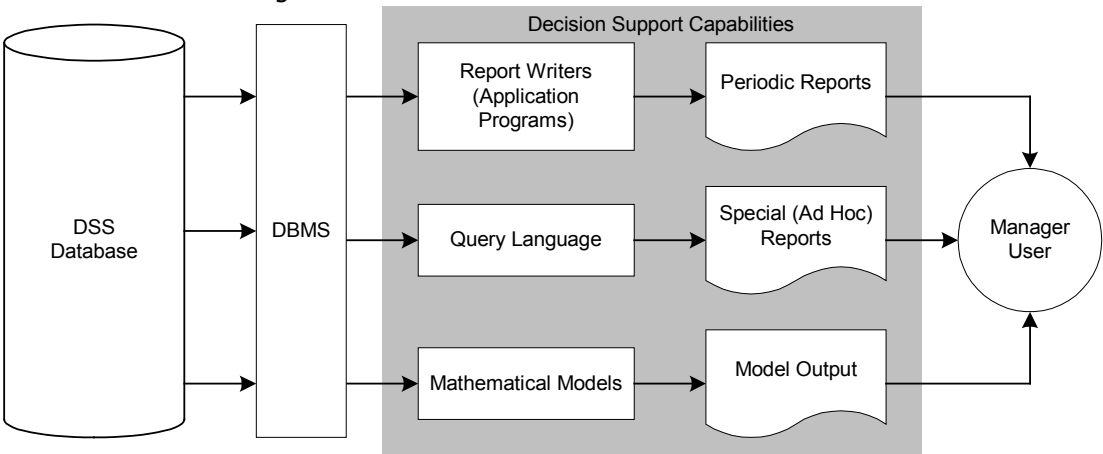 Decision Support Capabilities
Report Writers
(Application
Programs)
Periodic Reports
DSS
Database
DBMS
Query Language
Special (Ad Hoc)
Reports
Manager
User
Mathematical Models
Model Output